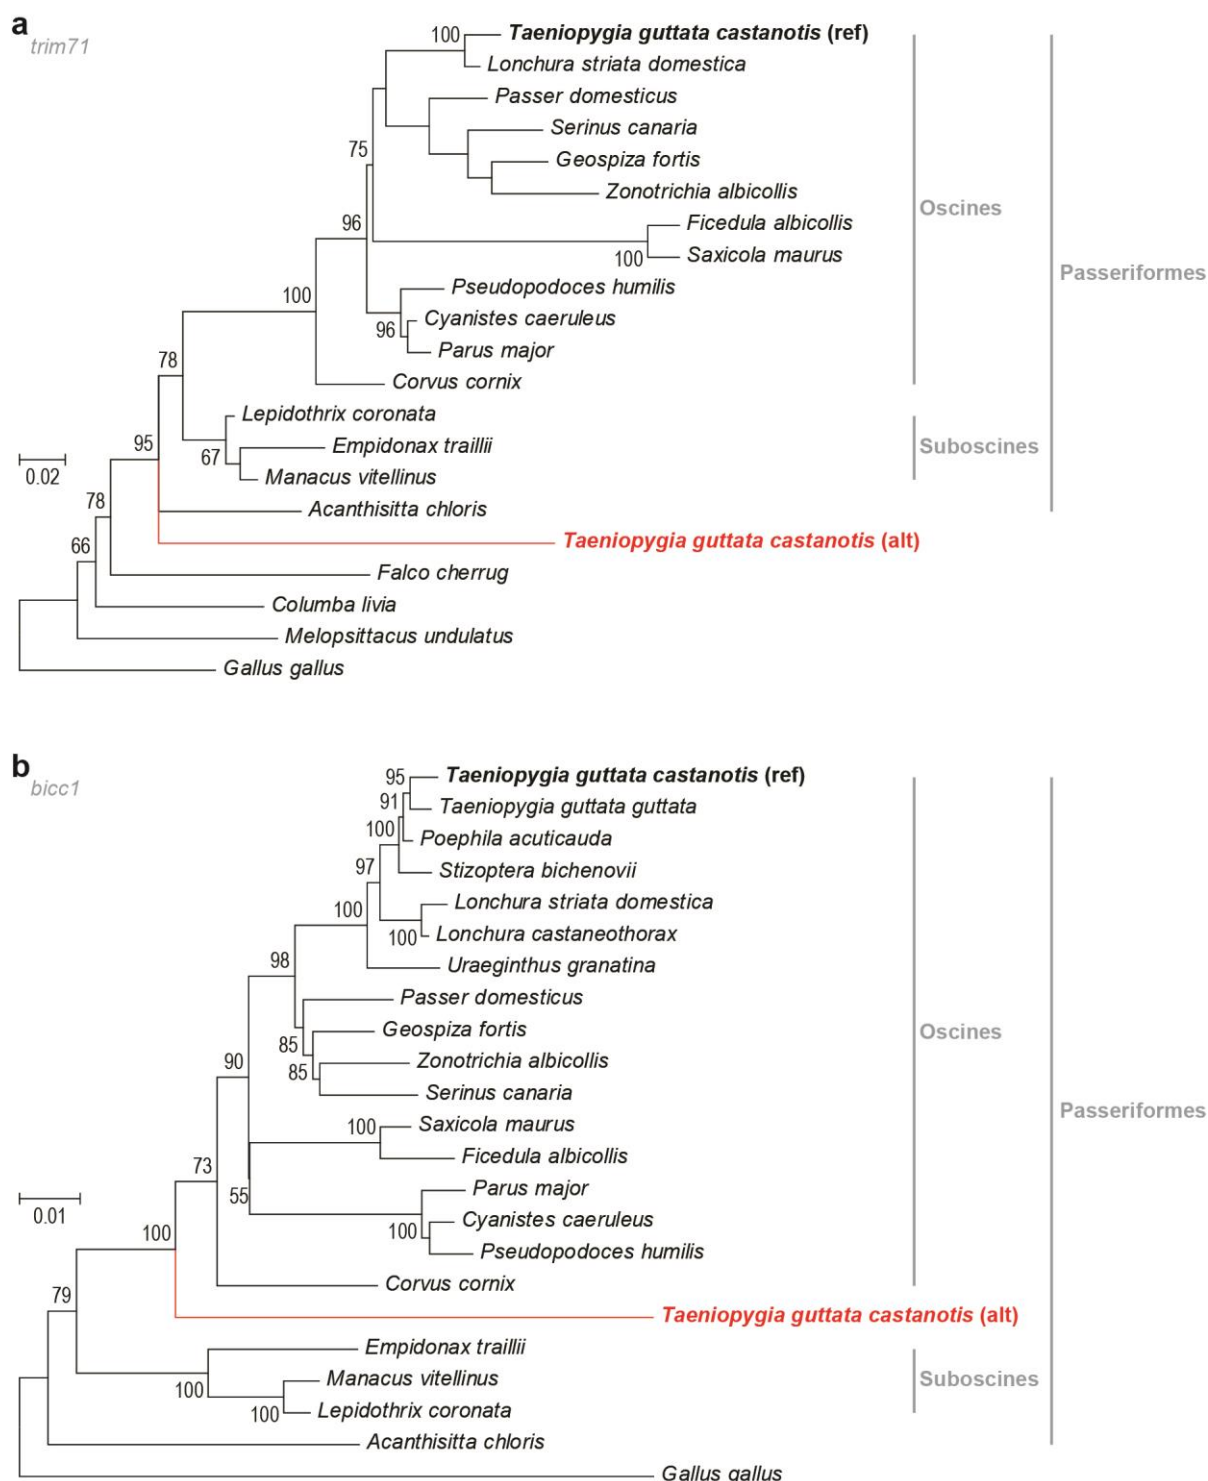 a
trim71
100
Taeniopygia guttata castanotis (ref)
Lonchura striata domestica
Passer domesticus
Serinus canaria
75
Geospiza fortis
Zonotrichia albicollis
Oscines
96
Ficedula albicollis
100
Saxicola maurus
Passeriformes
Pseudopodoces humilis
100
Cyanistes caeruleus
96
Parus major
78
Corvus cornix
Lepidothrix coronata
95
Empidonax traillii
Suboscines
67
0.02
Manacus vitellinus
78
Acanthisitta chloris
66
Taeniopygia guttata castanotis (alt)
Falco cherrug
Columba livia
Melopsittacus undulatus
Gallus gallus
b
bicc1
95
Taeniopygia guttata castanotis (ref)
91
Taeniopygia guttata guttata
100
Poephila acuticauda
97
Stizoptera bichenovii
100
Lonchura striata domestica
100
Lonchura castaneothorax
98
Uraeginthus granatina
Passer domesticus
85
Geospiza fortis
Oscines
90
85
Zonotrichia albicollis
Serinus canaria
Passeriformes
100
Saxicola maurus
Ficedula albicollis
73
55
Parus major
0.01
100
Cyanistes caeruleus
100
Pseudopodoces humilis
79
Corvus cornix
Taeniopygia guttata castanotis (alt)
Empidonax traillii
100
Manacus vitellinus
Suboscines
100
Lepidothrix coronata
Acanthisitta chloris
Gallus gallus